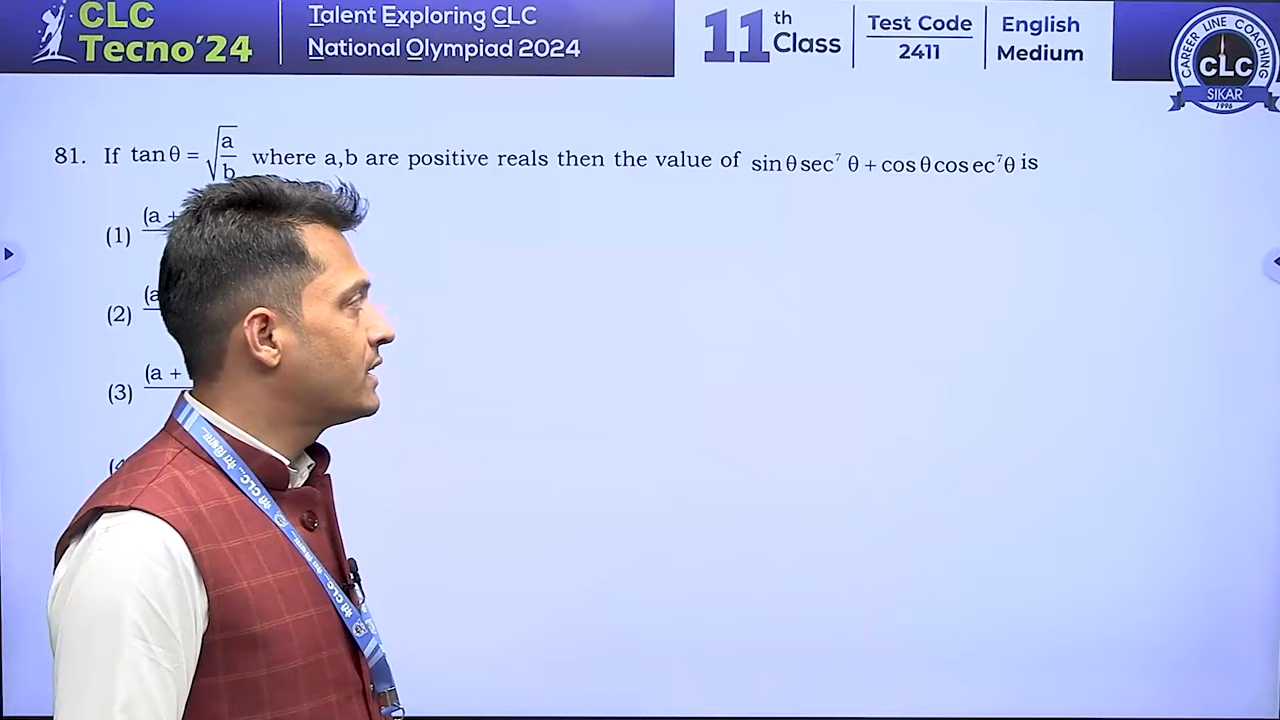 CLC
Tecno'24
Talent Exploring CLC
National Olympiad 2024
11th Class
Test Code
2411
English
Medium
CAREER LINE COACHING
CLC
SIKAR
1996
81. If tanθ = √(a/b) where a,b are positive reals then the value of sinθsec⁷ θ + cosθcosec⁷θ is
(1) (a +
(2) (a
(3) (a +
CLC